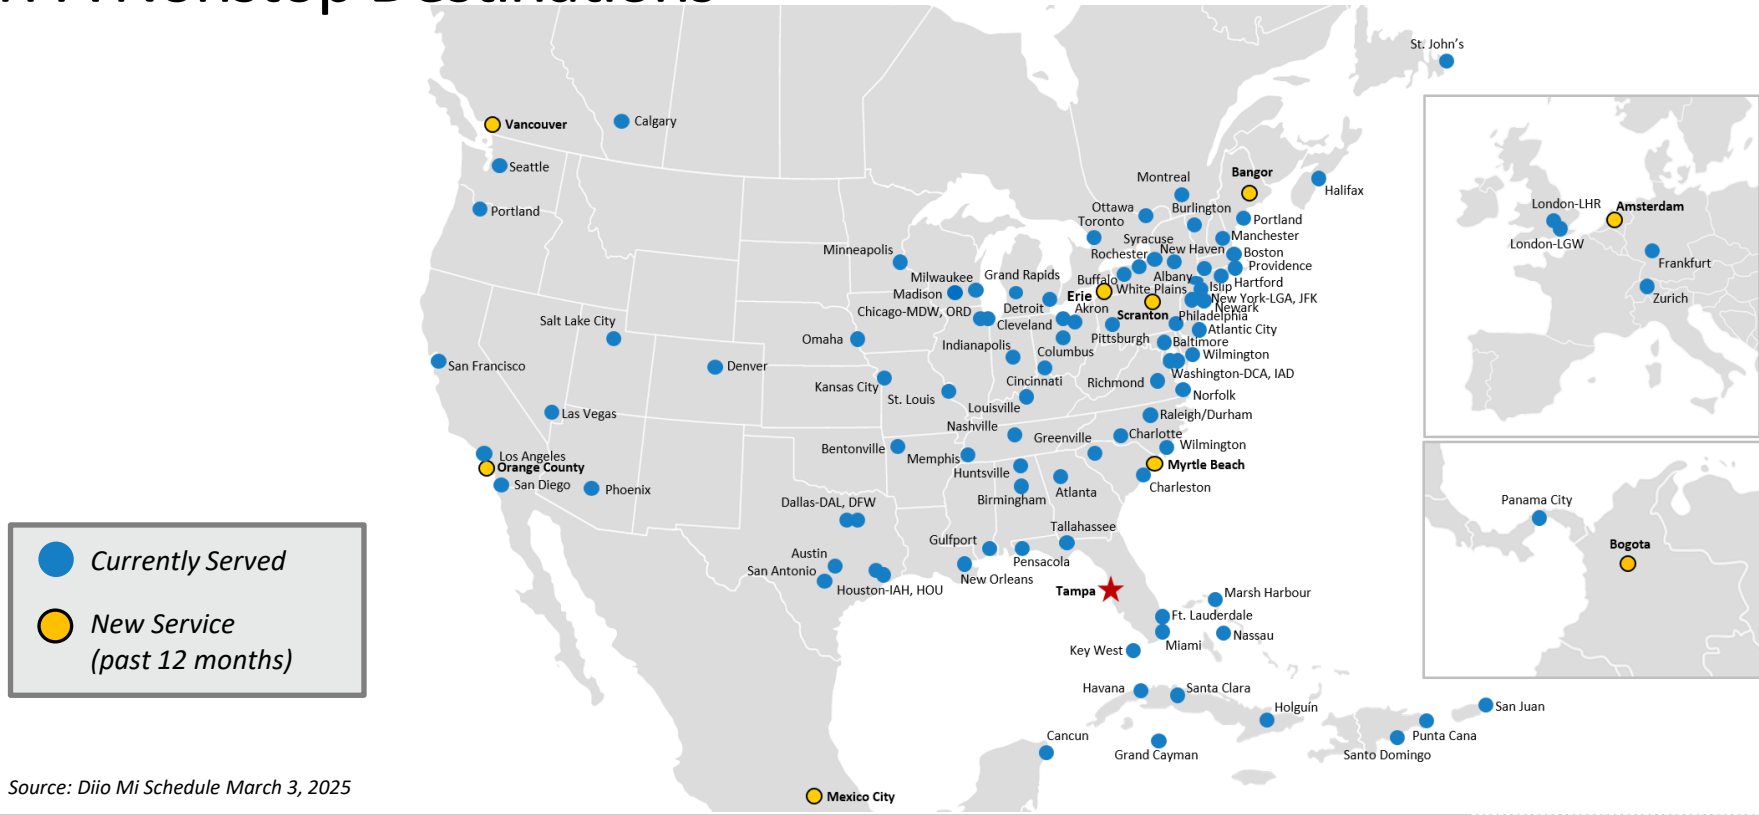 Nonstop Destinations
St. John's
Vancouver
Calgary
Seattle
Portland
Bangor
Montreal
Halifax
Ottawa
Burlington
Toronto
Portland
Syracuse
Manchester
Rochester
New Haven
Boston
Minneapolis
Providence
Milwaukee
Grand Rapids
Buffalo
Albany
Hartford
Madison
Erie
White Plains
Islip
Detroit
Akron
New York-LGA, JFK
Newark
Chicago-MDW, ORD
Cleveland
Scranton
Philadelphia
Salt Lake City
Atlantic City
Omaha
Indianapolis
Pittsburgh
Baltimore
Columbus
Wilmington
San Francisco
Denver
Washington-DCA, IAD
Kansas City
Cincinnati
Richmond
St. Louis
Norfolk
Louisville
Las Vegas
Raleigh/Durham
Nashville
Greenville
Charlotte
Bentonville
Wilmington
Memphis
Los Angeles
Orange County
Huntsville
Myrtle Beach
San Diego
Phoenix
Birmingham
Atlanta
Charleston
Dallas-DAL, DFW
Tallahassee
Gulfport
Austin
Pensacola
San Antonio
New Orleans
Houston-IAH, HOU
Tampa
Marsh Harbour
Ft. Lauderdale
Nassau
Miami
Key West
Havana
Santa Clara
Holguín
San Juan
Cancun
Punta Cana
Grand Cayman
Santo Domingo
Mexico City
London-LHR
Amsterdam
London-LGW
Frankfurt
Zurich
Panama City
Bogota
Currently Served
New Service
(past 12 months)
Source: Diio Mi Schedule March 3, 2025